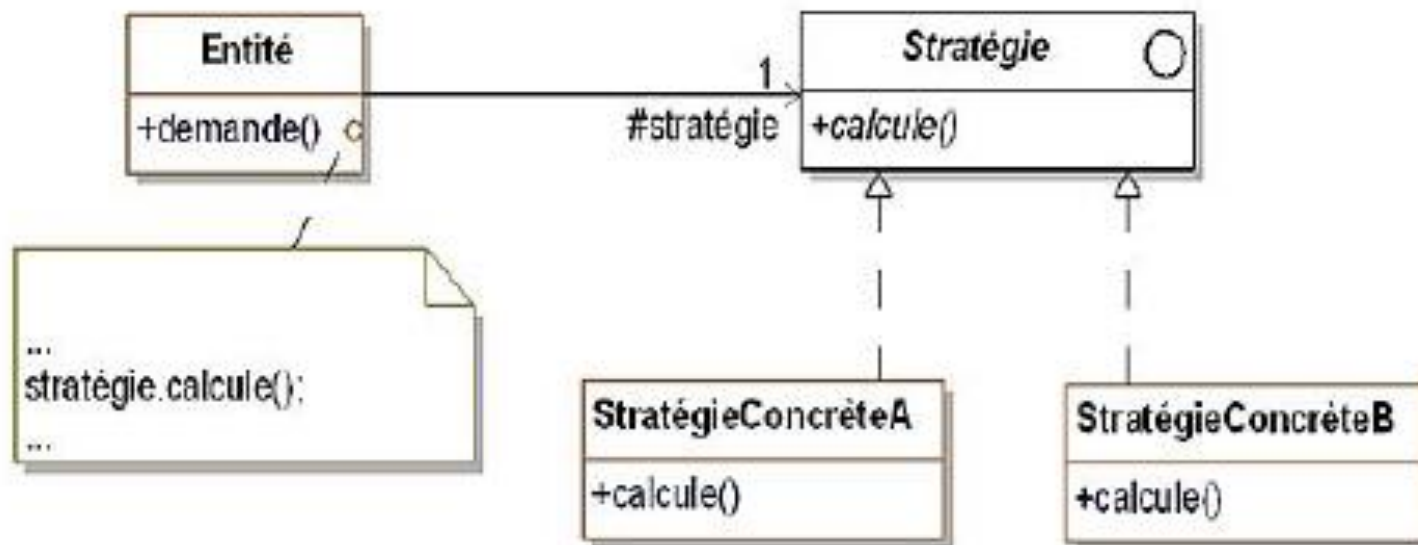 Entité
+demande()
1
#stratégie
Stratégie
+calcule()
...
stratégie.calcule();
...
StratégieConcrèteA
+calcule()
StratégieConcrèteB
+calcule()